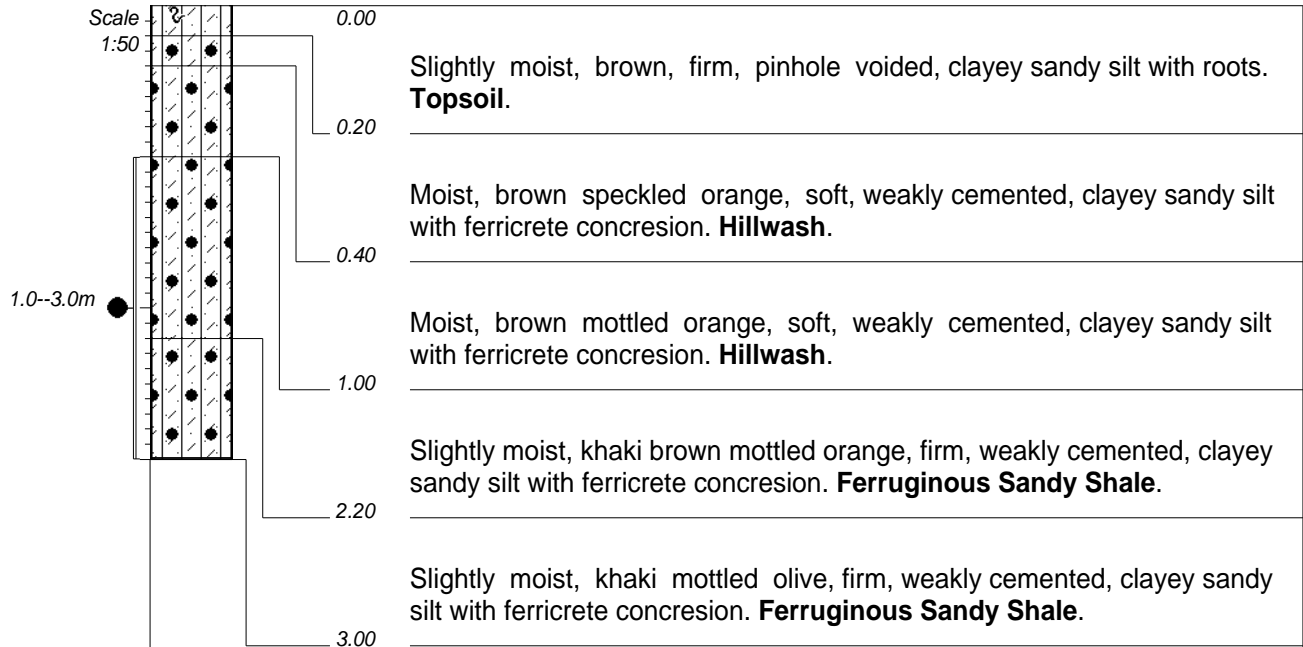 Scale
1:50
0.00
Slightly moist, brown, firm, pinhole voided, clayey sandy silt with roots.
Topsoil.
0.20
Moist, brown speckled orange, soft, weakly cemented, clayey sandy silt
with ferricrete concresion. Hillwash.
0.40
1.0--3.0m
Moist, brown mottled orange, soft, weakly cemented, clayey sandy silt
with ferricrete concresion. Hillwash.
1.00
Slightly moist, khaki brown mottled orange, firm, weakly cemented, clayey
sandy silt with ferricrete concresion. Ferruginous Sandy Shale.
2.20
Slightly moist, khaki mottled olive, firm, weakly cemented, clayey sandy
silt with ferricrete concresion. Ferruginous Sandy Shale.
3.00